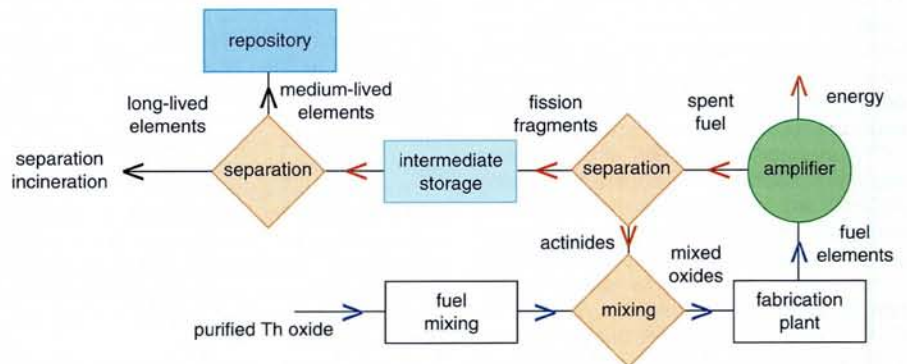 repository
long-lived
elements
medium-lived
elements
fission
fragments
spent
fuel
energy
separation
incineration
separation
intermediate
storage
separation
amplifier
actinides
mixed
oxides
fuel
elements
purified Th oxide
fuel
mixing
mixing
fabrication
plant